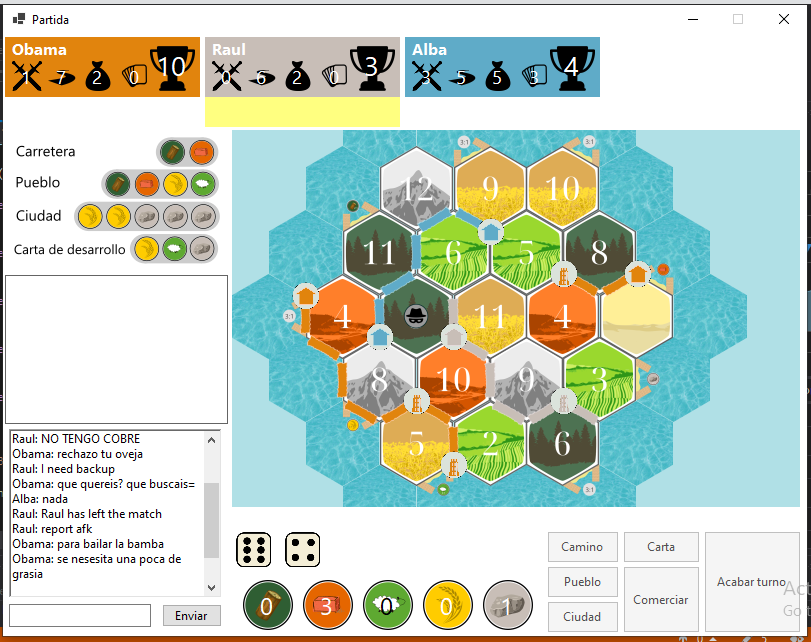 Partida
Obama
Raul
Alba
1 7 2 0 10
0 6 2 0 3
3 5 5 3 4
Carretera
Pueblo
Ciudad
Carta de desarrollo
3:1
3:1
12 9 10
11 6 5 8
3:1
4 11 4
8 10 9 3
5 2 6
3:1
Raul: NO TENGO COBRE
Obama: rechazo tu oveja
Raul: I need backup
Obama: que quereis? que buscais=
Alba: nada
Raul: Raul has left the match
Raul: report afk
Obama: para bailar la bamba
Obama: se nesesita una poca de
grasia
Enviar
0 3 0 0 1
Camino
Carta
Pueblo
Comerciar
Ciudad
Acabar turno
Act
Go t